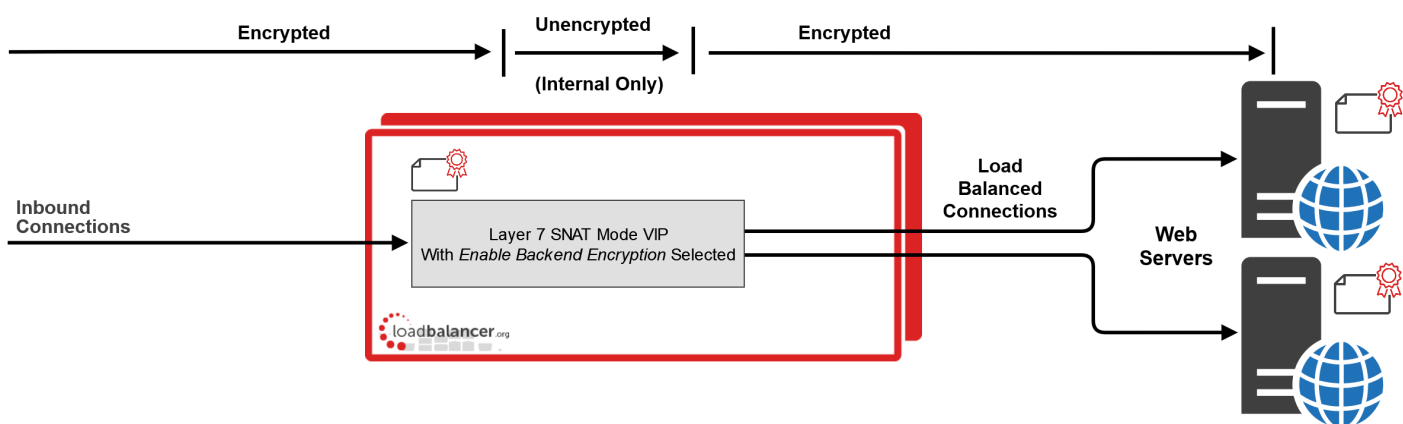 Encrypted
Unencrypted
(Internal Only)
Encrypted
Inbound
Connections
Layer 7 SNAT Mode VIP
With Enable Backend Encryption Selected
loadbalancer.org
Load
Balanced
Connections
Web
Servers